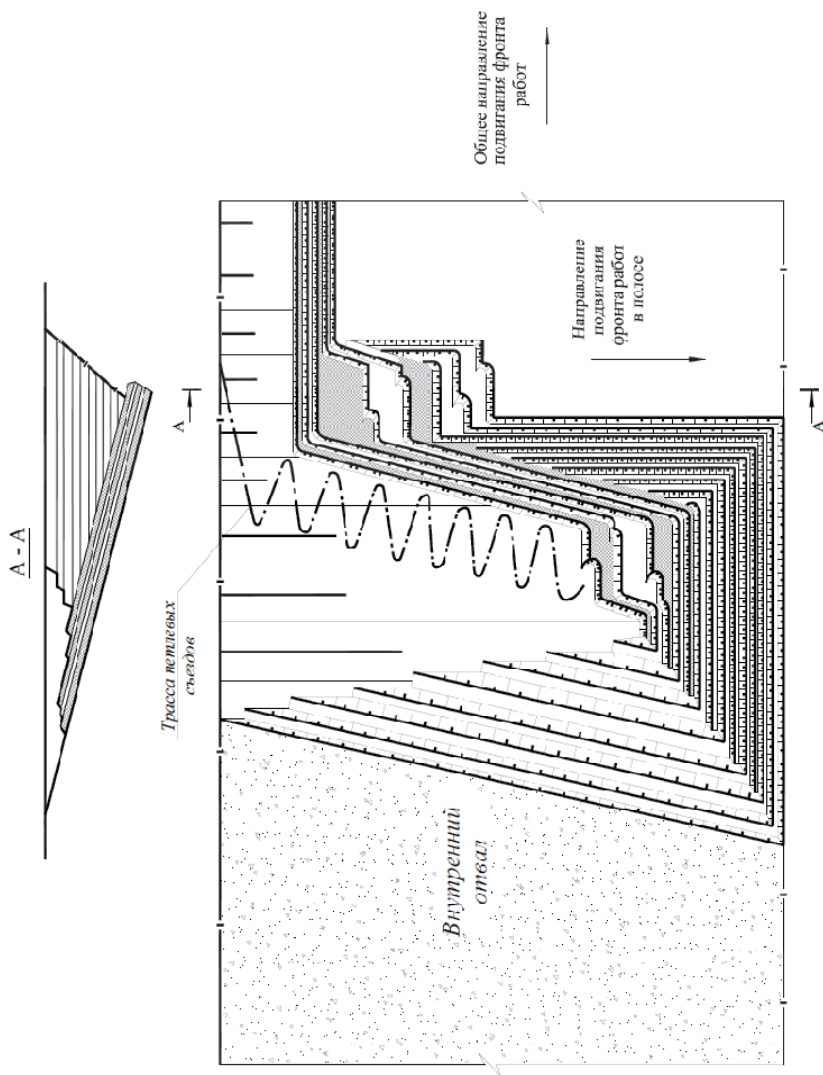 A - A
Трасса петлевых
съездов
A
A
Общее направление
подвигания фронта
работ
Направление
подвигания
фронта работ
в полосе
Внутренний
отвал